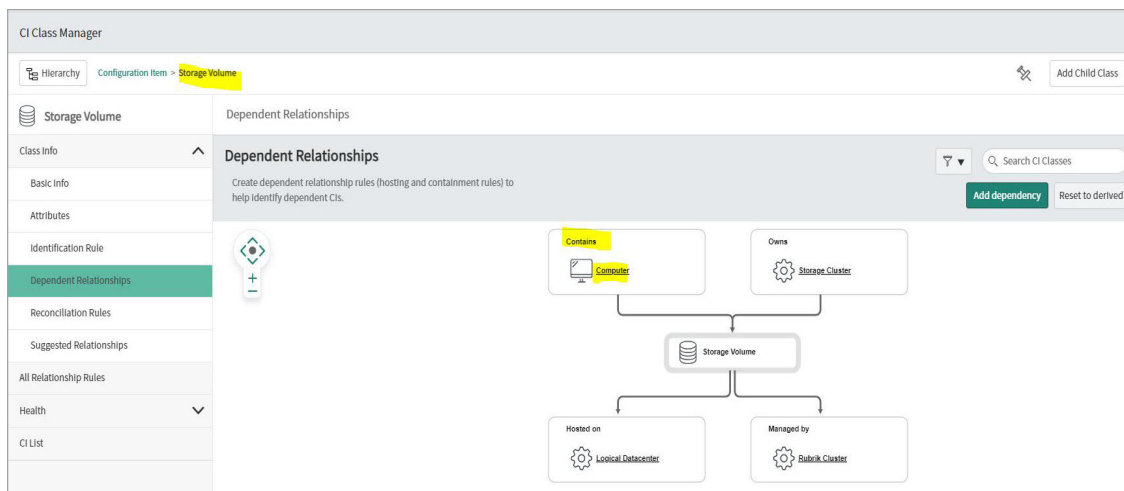 CI Class Manager
Hierarchy Configuration Item > Storage Volume
Add Child Class
Storage Volume
Class Info
Basic Info
Attributes
Identification Rule
Dependent Relationships
Reconciliation Rules
Suggested Relationships
All Relationship Rules
Health
CI List
Dependent Relationships
Dependent Relationships
Create dependent relationship rules (hosting and containment rules) to
help identify dependent CIs.
Search CI Classes
Add dependency Reset to derived
Contains
Computer
Owns
Storage Cluster
Storage Volume
Hosted on
Logical Datacenter
Managed by
Rubrik Cluster